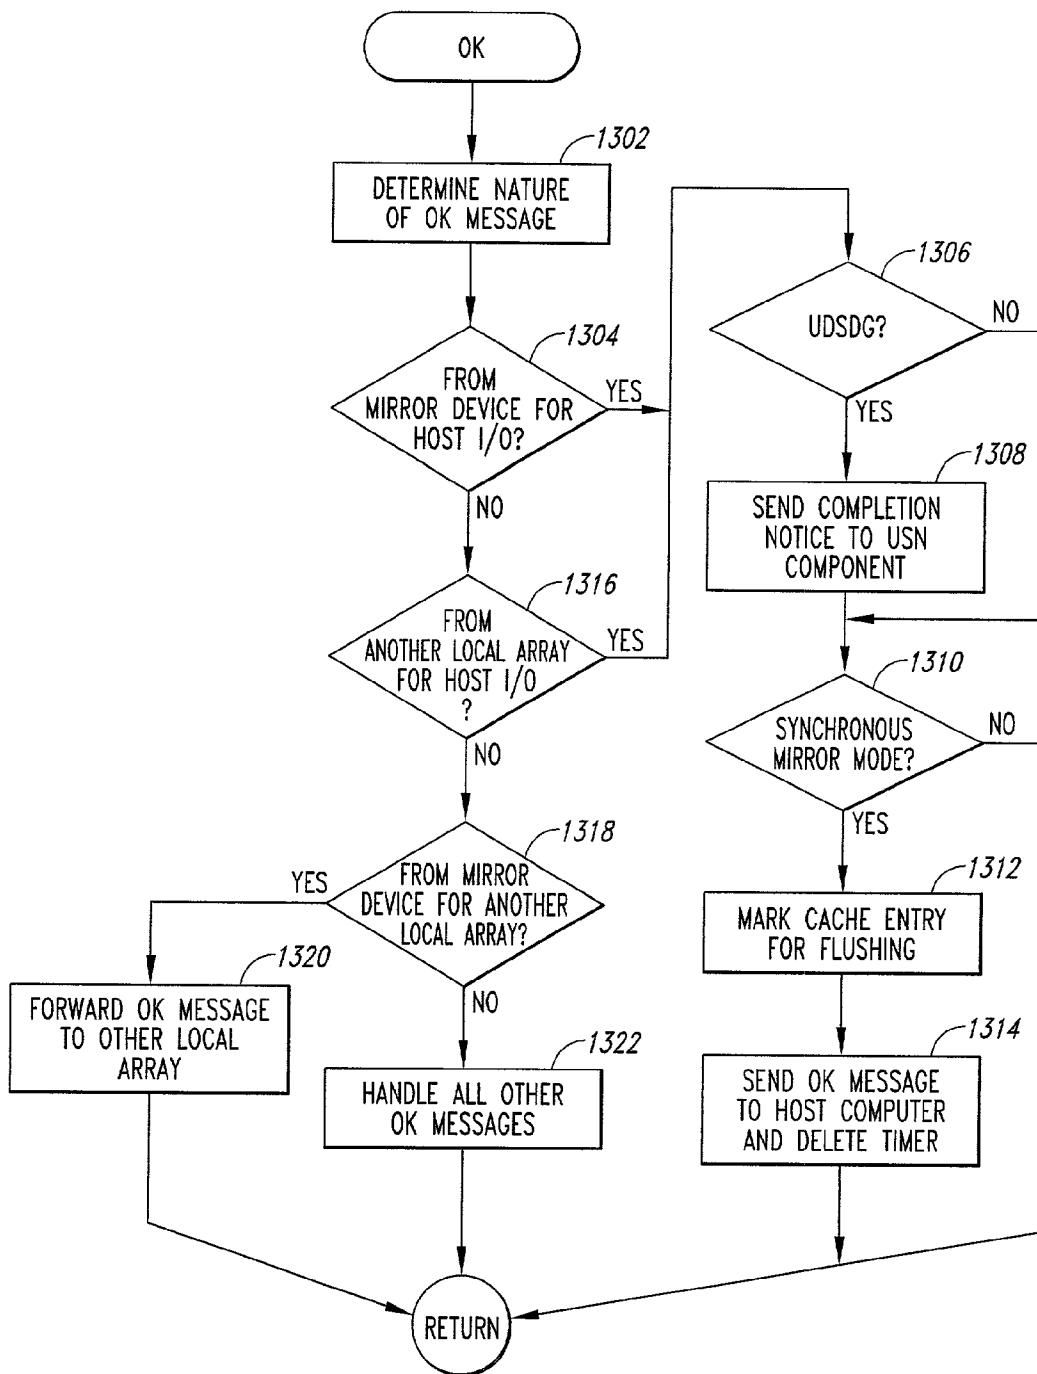 OK
1302
DETERMINE NATURE
OF OK MESSAGE
1304
FROM
MIRROR DEVICE FOR
HOST I/O?
YES
NO
1316
FROM
ANOTHER LOCAL ARRAY
FOR HOST I/O
?
YES
NO
1318
FROM MIRROR
DEVICE FOR ANOTHER
LOCAL ARRAY?
YES
NO
1320
FORWARD OK MESSAGE
TO OTHER LOCAL
ARRAY
1322
HANDLE ALL OTHER
OK MESSAGES
1306
UDSDG?
NO
YES
1308
SEND COMPLETION
NOTICE TO USN
COMPONENT
1310
SYNCHRONOUS
MIRROR MODE?
NO
YES
1312
MARK CACHE ENTRY
FOR FLUSHING
1314
SEND OK MESSAGE
TO HOST COMPUTER
AND DELETE TIMER
RETURN